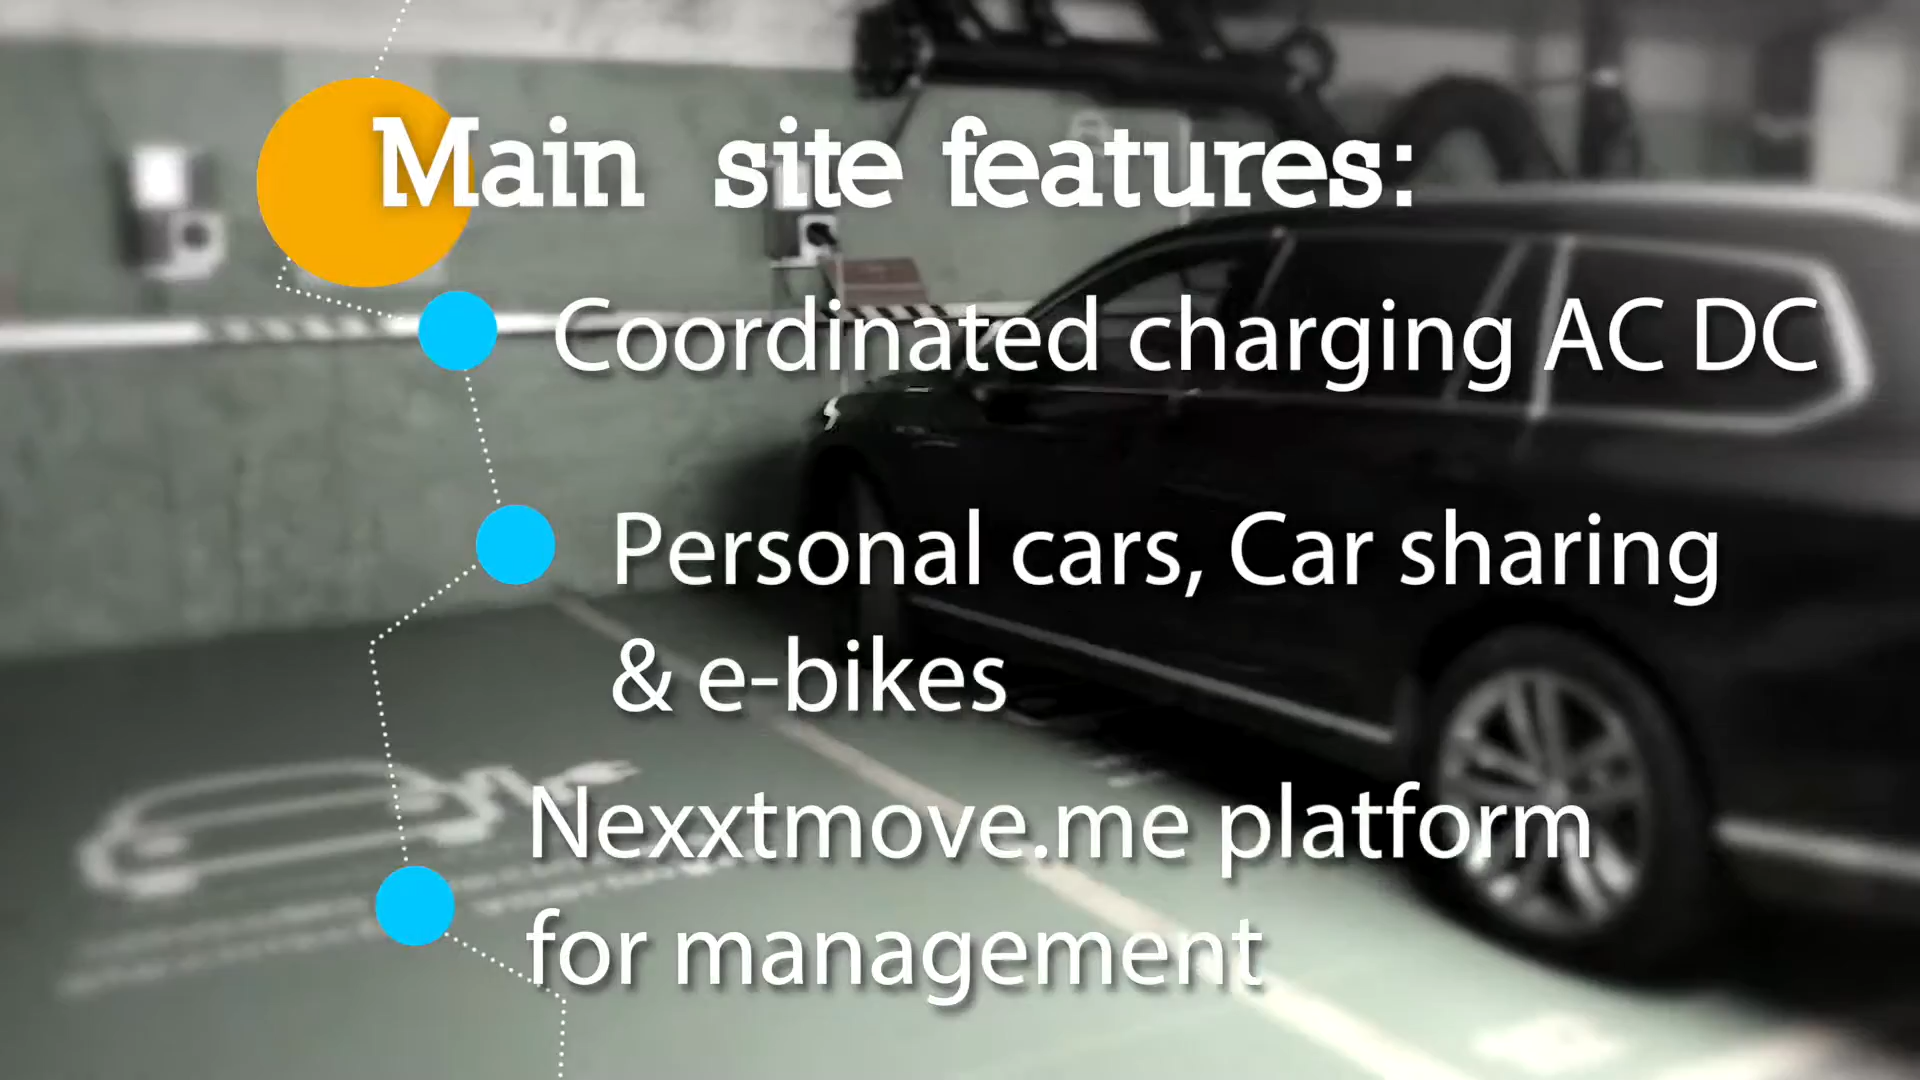 Main site features:
Coordinated charging AC DC
Personal cars, Car sharing
& e-bikes
Nexxtmove.me platform
for management